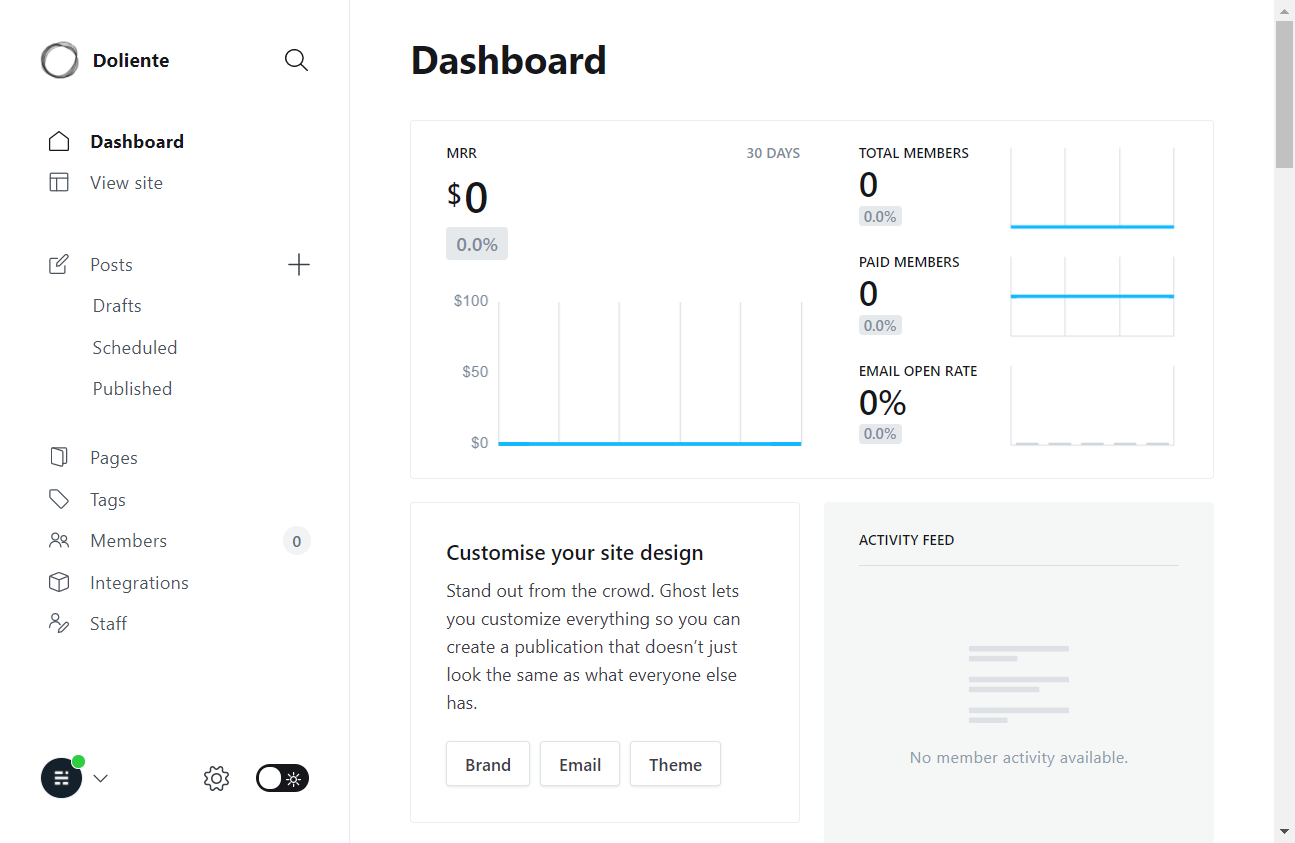 Doliente
Dashboard
View site
Posts
Drafts
Scheduled
Published
Pages
Tags
Members
0
Integrations
Staff
Dashboard
MRR
30 DAYS
$0
0.0%
$100
$50
$0
TOTAL MEMBERS
0
0.0%
PAID MEMBERS
0
0.0%
EMAIL OPEN RATE
0%
0.0%
Customise your site design
Stand out from the crowd. Ghost lets
you customize everything so you can
create a publication that doesn’t just
look the same as what everyone else
has.
Brand
Email
Theme
ACTIVITY FEED
No member activity available.